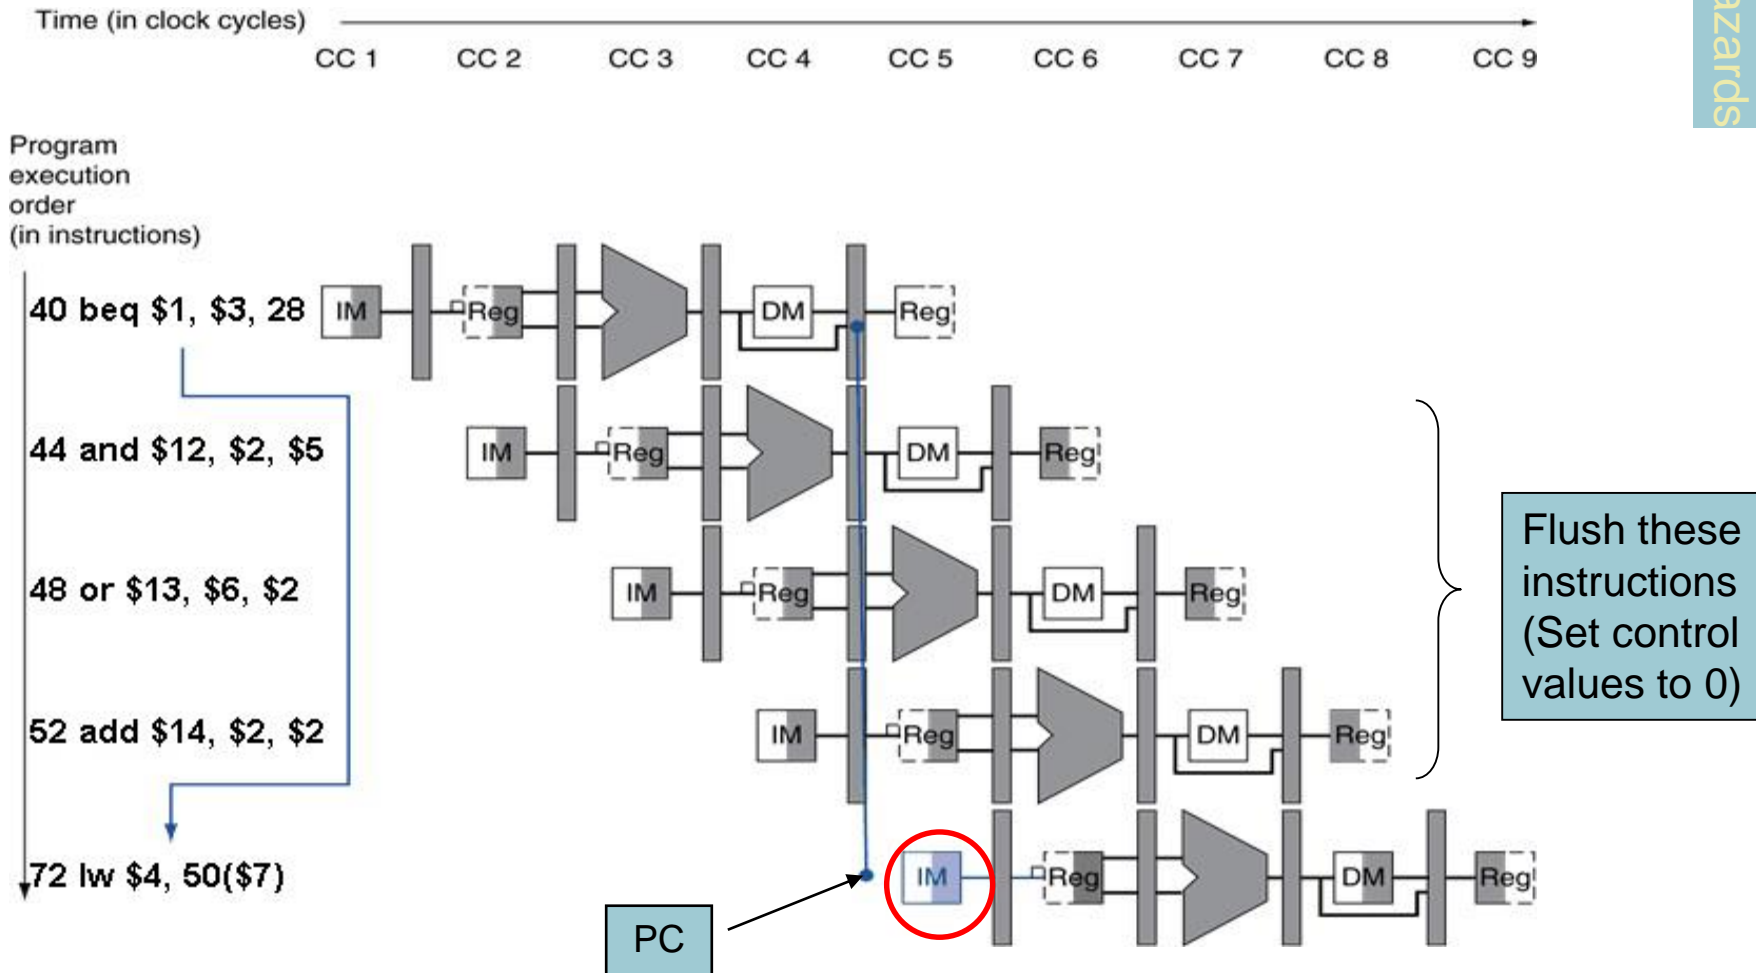 azards
Time (in clock cycles)
CC 1 CC 2 CC 3 CC 4 CC 5 CC 6 CC 7 CC 8 CC 9
Program
execution
order
(in instructions)
40 beq $1, $3, 28 IM Reg DM Reg
44 and $12, $2, $5 IM Reg DM Reg
48 or $13, $6, $2 IM Reg DM Reg
52 add $14, $2, $2 IM Reg DM Reg
72 lw $4, 50($7) IM Reg DM Reg
Flush these
instructions
(Set control
values to 0)
PC